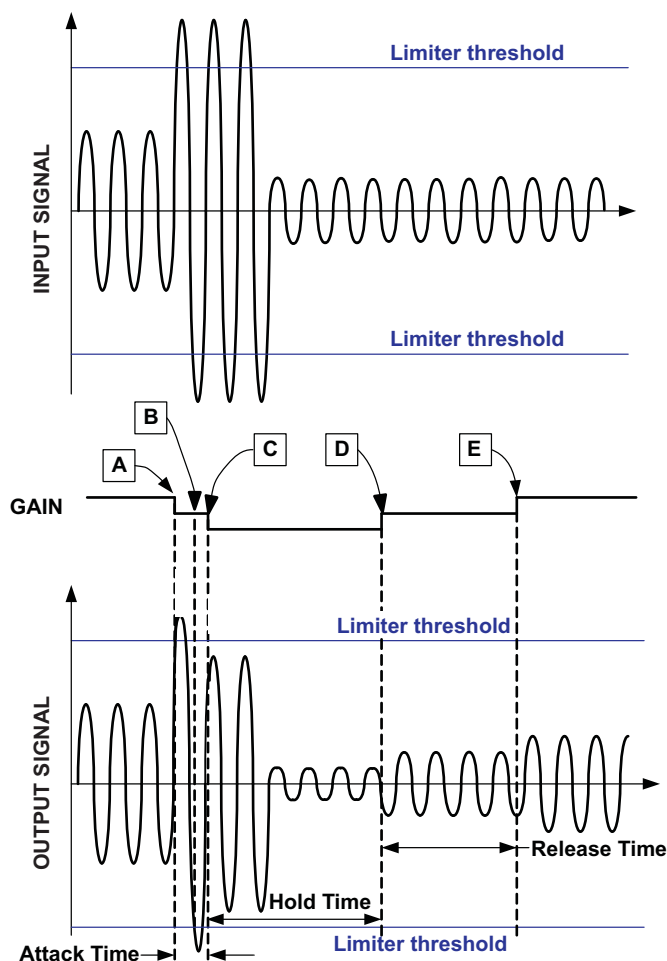 Limiter threshold
INPUT SIGNAL
Limiter threshold
B
A
C
D
E
GAIN
Limiter threshold
OUTPUT SIGNAL
Release Time
Hold Time
Attack Time
Limiter threshold